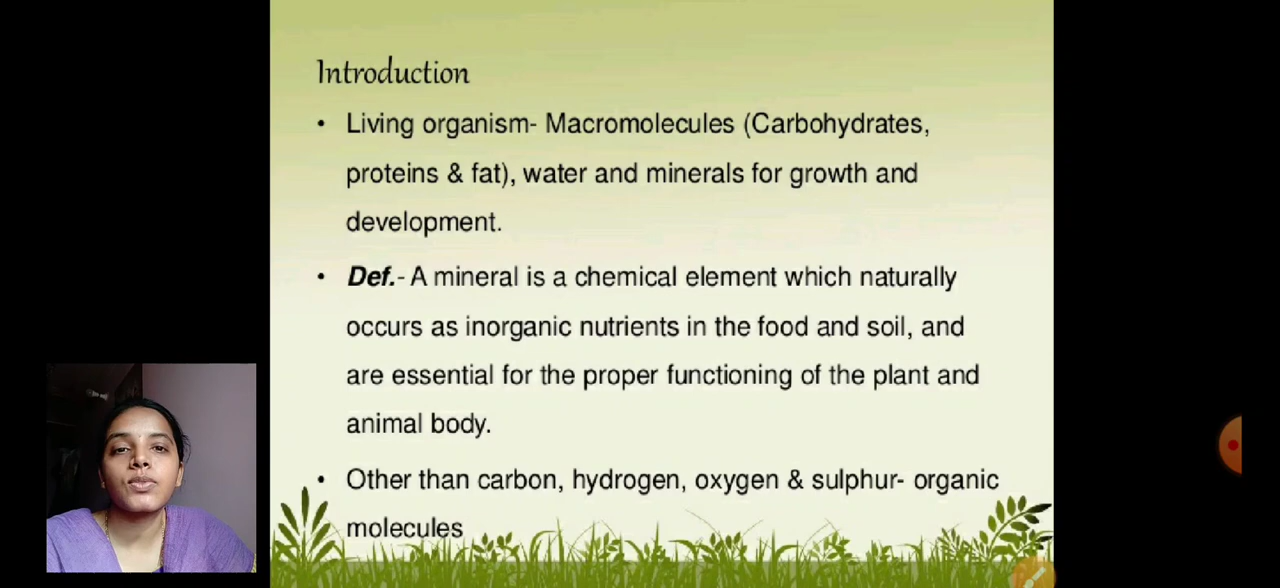 Introduction
• Living organism- Macromolecules (Carbohydrates,
proteins & fat), water and minerals for growth and
development.
• Def.- A mineral is a chemical element which naturally
occurs as inorganic nutrients in the food and soil, and
are essential for the proper functioning of the plant and
animal body.
• Other than carbon, hydrogen, oxygen & sulphur- organic
molecules